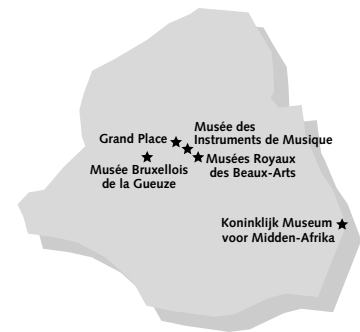 Grand Place
Musée des
Instruments de Musique
Musées Royaux
des Beaux-Arts
Musée Bruxellois
de la Gueuze
Koninklijk Museum
voor Midden-Afrika